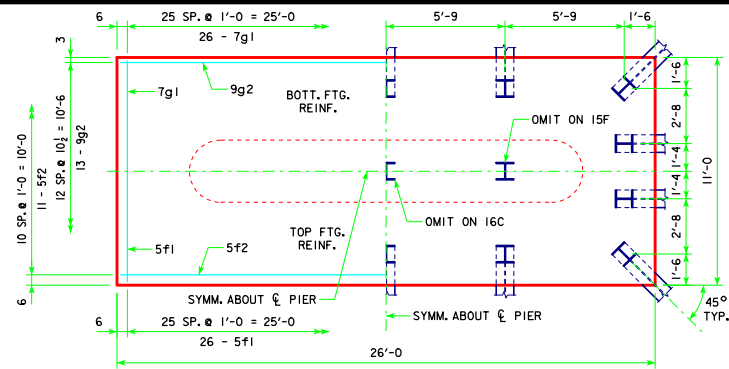 6
25 SP.@ 1'-0 = 25'-0
26 - 7g1
5'-9
5'-9
1'-6
3
7g1
9g2
BOTT. FTG.
REINF.
OMIT ON 15F
10 SP.@ 1'-0 = 10'-0
11 - 5f2
12 SP.@ 10½ = 10'-6
13 - 9g2
1'-6
2'-8
1'-4
1'-4
2'-8
1'-6
11'-0
OMIT ON 16C
TOP FTG.
REINF.
5f1
5f2
6
SYMM. ABOUT ℄ PIER
SYMM. ABOUT ℄ PIER
45°
TYP.
6
25 SP.@ 1'-0 = 25'-0
26 - 5f1
26'-0